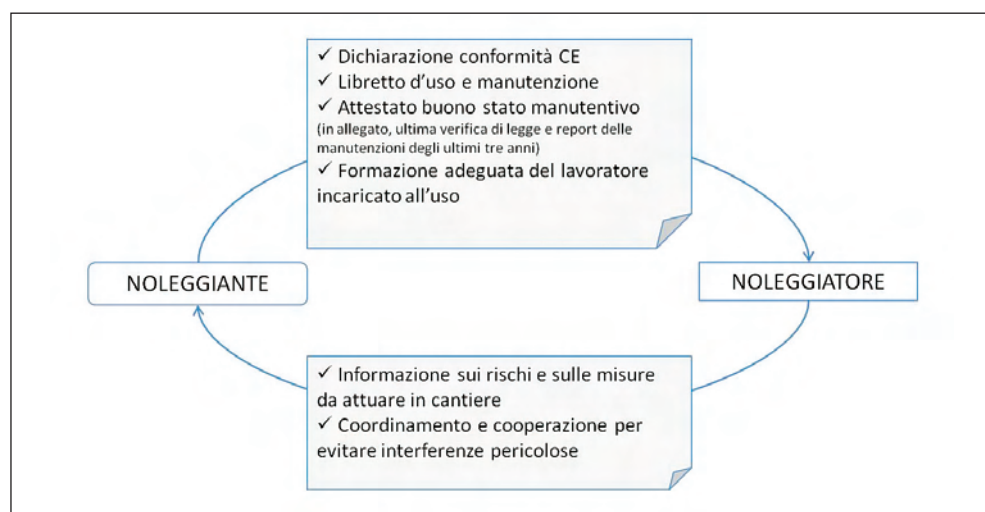 ✓ Dichiarazione conformità CE
✓ Libretto d'uso e manutenzione
✓ Attestato buono stato manutentivo
(in allegato, ultima verifica di legge e report delle
manutenzioni degli ultimi tre anni)
✓ Formazione adeguata del lavoratore
incaricato all'uso
NOLEGGIANTE
NOLEGGIATORE
✓ Informazione sui rischi e sulle misure
da attuare in cantiere
✓ Coordinamento e cooperazione per
evitare interferenze pericolose